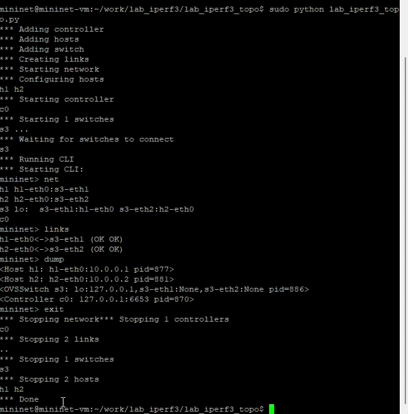 mininet@mininet-vm:~/work/lab_iperf3/lab_iperf3_topo$ sudo python lab_iperf3_top
o.py
*** Adding controller
*** Adding hosts
*** Adding switch
*** Creating links
*** Starting network
*** Configuring hosts
h1 h2
*** Starting controller
c0
*** Starting 1 switches
s3 ...
*** Waiting for switches to connect
s3
*** Running CLI
*** Starting CLI:
mininet> net
h1 h1-eth0:s3-eth1
h2 h2-eth0:s3-eth2
s3 lo:  s3-eth1:h1-eth0 s3-eth2:h2-eth0
c0
mininet> links
h1-eth0<->s3-eth1 (OK OK)
h2-eth0<->s3-eth2 (OK OK)
mininet> dump
<Host h1: h1-eth0:10.0.0.1 pid=877>
<Host h2: h2-eth0:10.0.0.2 pid=881>
<OVSSwitch s3: lo:127.0.0.1,s3-eth1:None,s3-eth2:None pid=886>
<Controller c0: 127.0.0.1:6653 pid=870>
mininet> exit
*** Stopping network*** Stopping 1 controllers
c0
*** Stopping 2 links
..
*** Stopping 1 switches
s3
*** Stopping 2 hosts
h1 h2
*** Done
mininet@mininet-vm:~/work/lab_iperf3/lab_iperf3_topo$